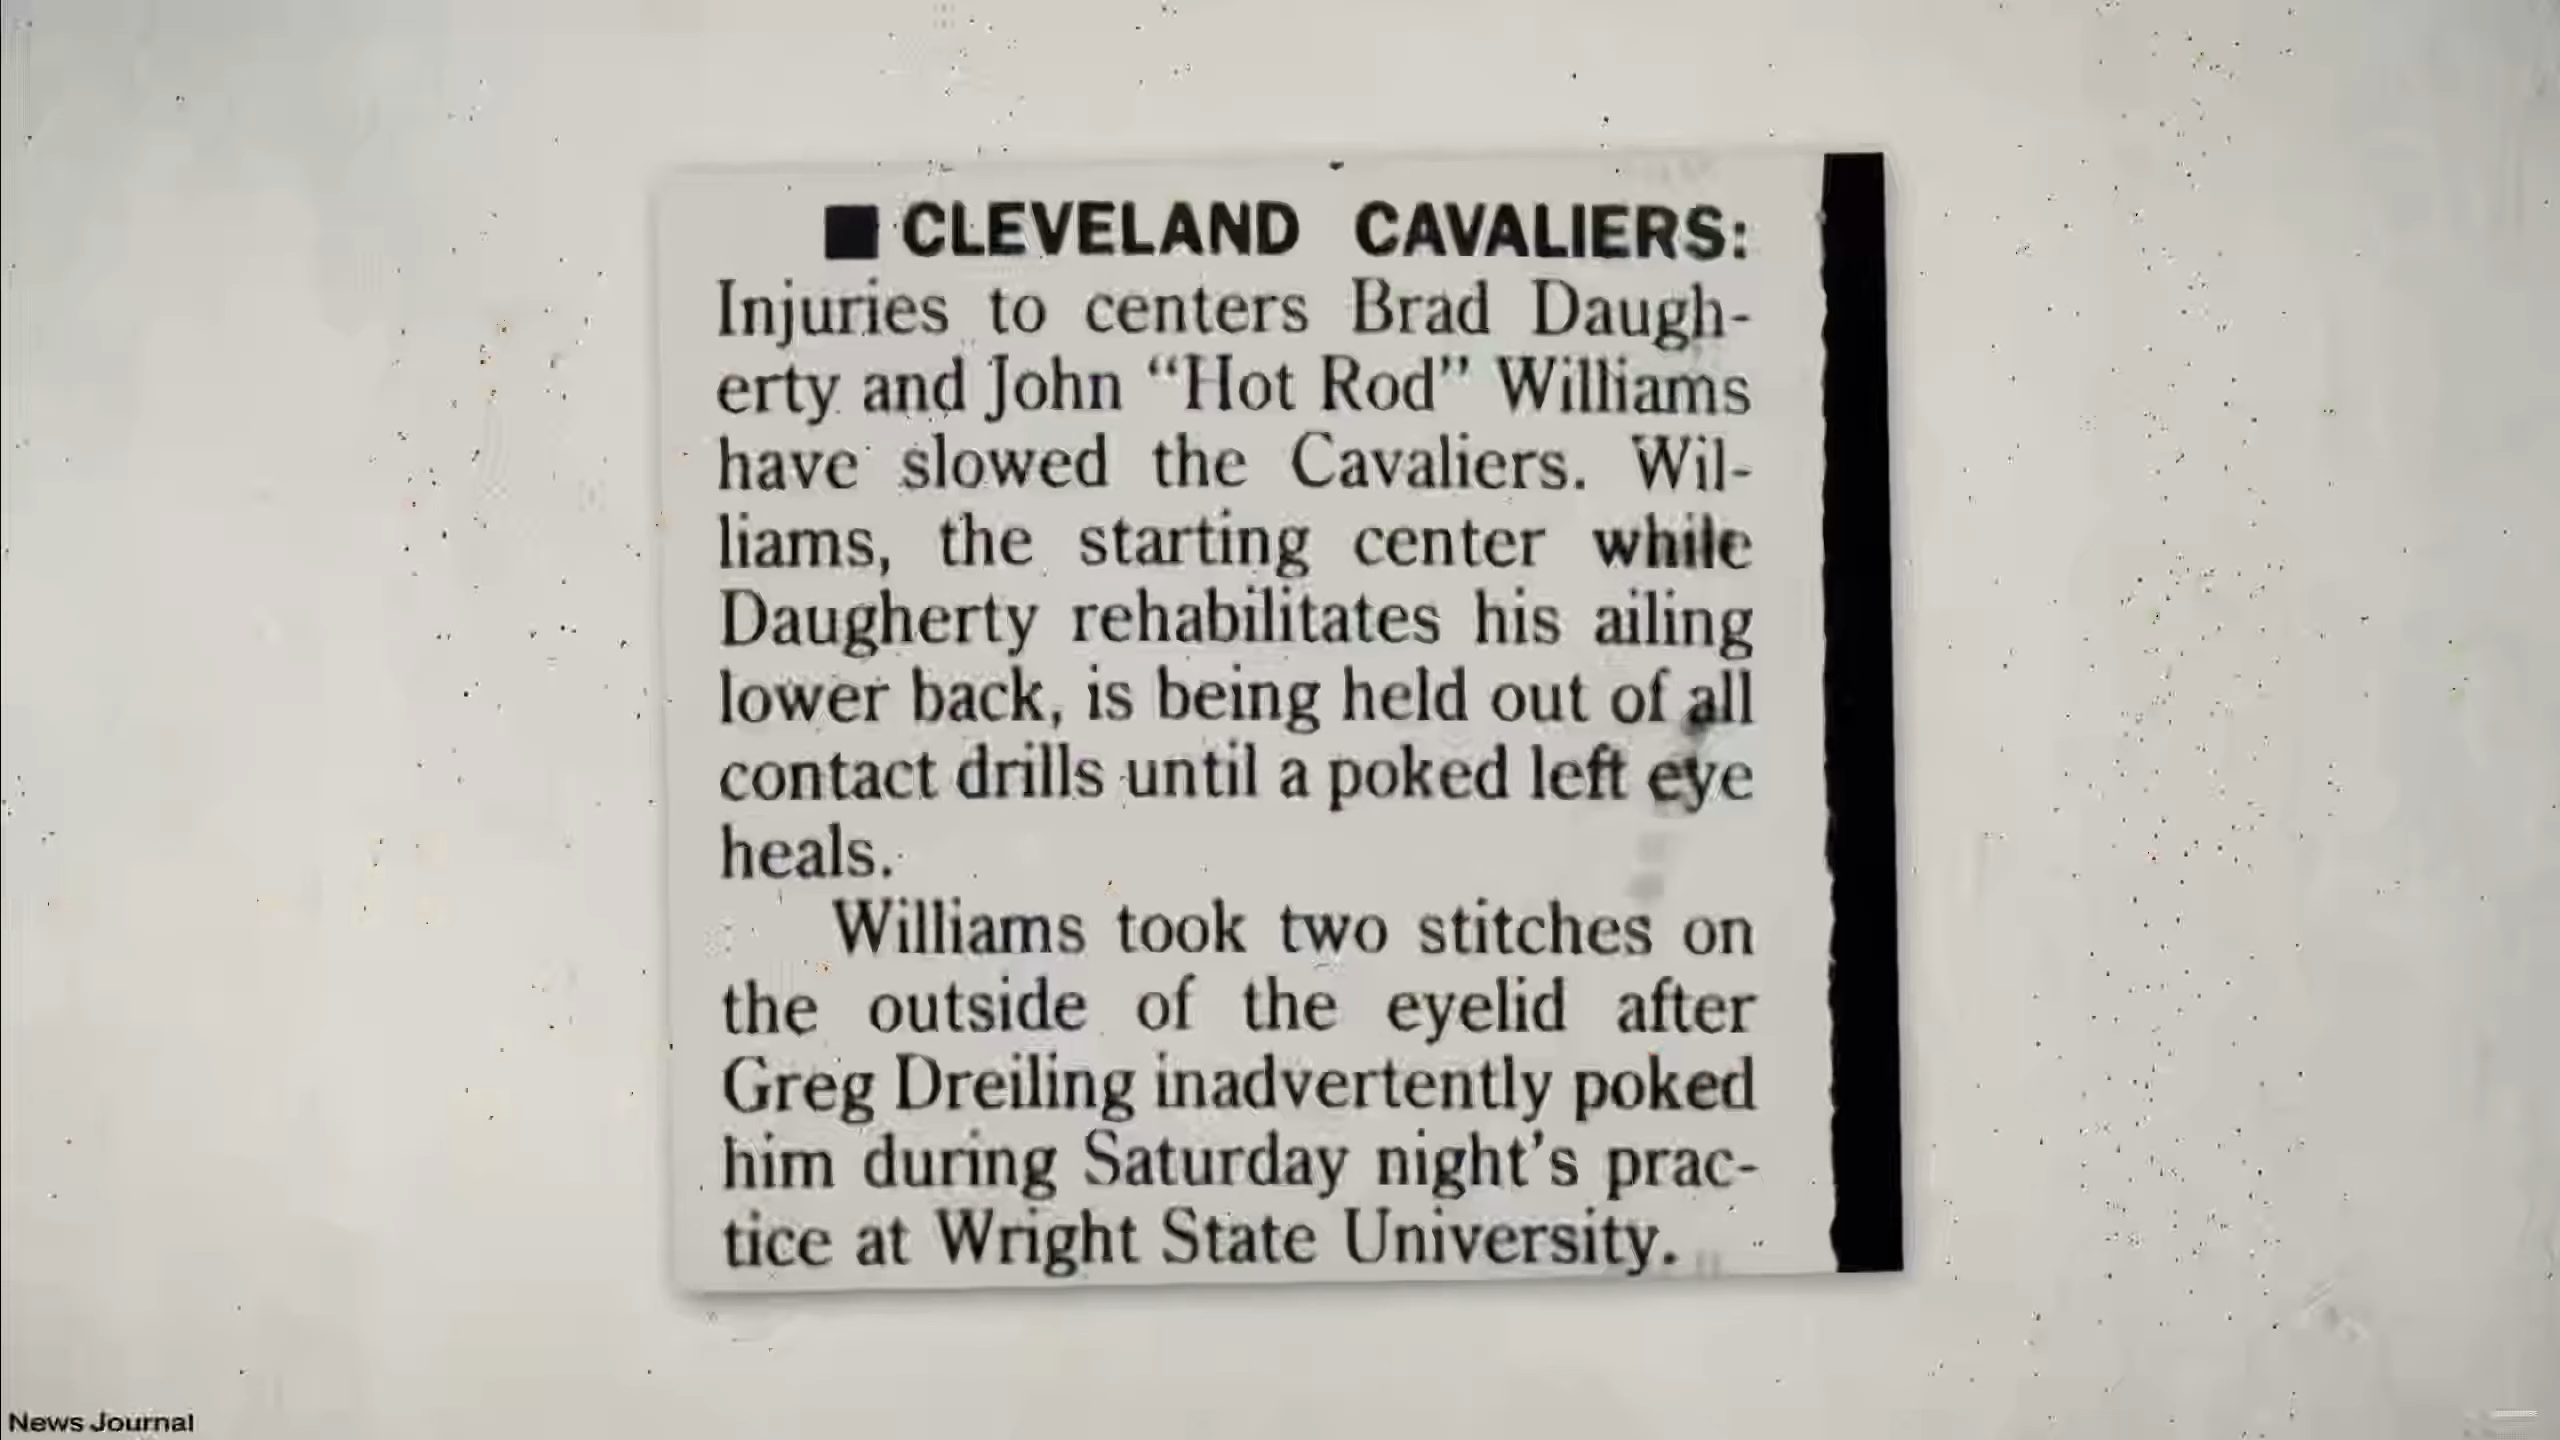 ■ CLEVELAND CAVALIERS:
Injuries to centers Brad Daugh-
erty and John “Hot Rod” Williams
have slowed the Cavaliers. Wil-
liams, the starting center while
Daugherty rehabilitates his ailing
lower back, is being held out of all
contact drills until a poked left eye
heals.
Williams took two stitches on
the outside of the eyelid after
Greg Dreiling inadvertently poked
him during Saturday night’s prac-
tice at Wright State University.
News Journal